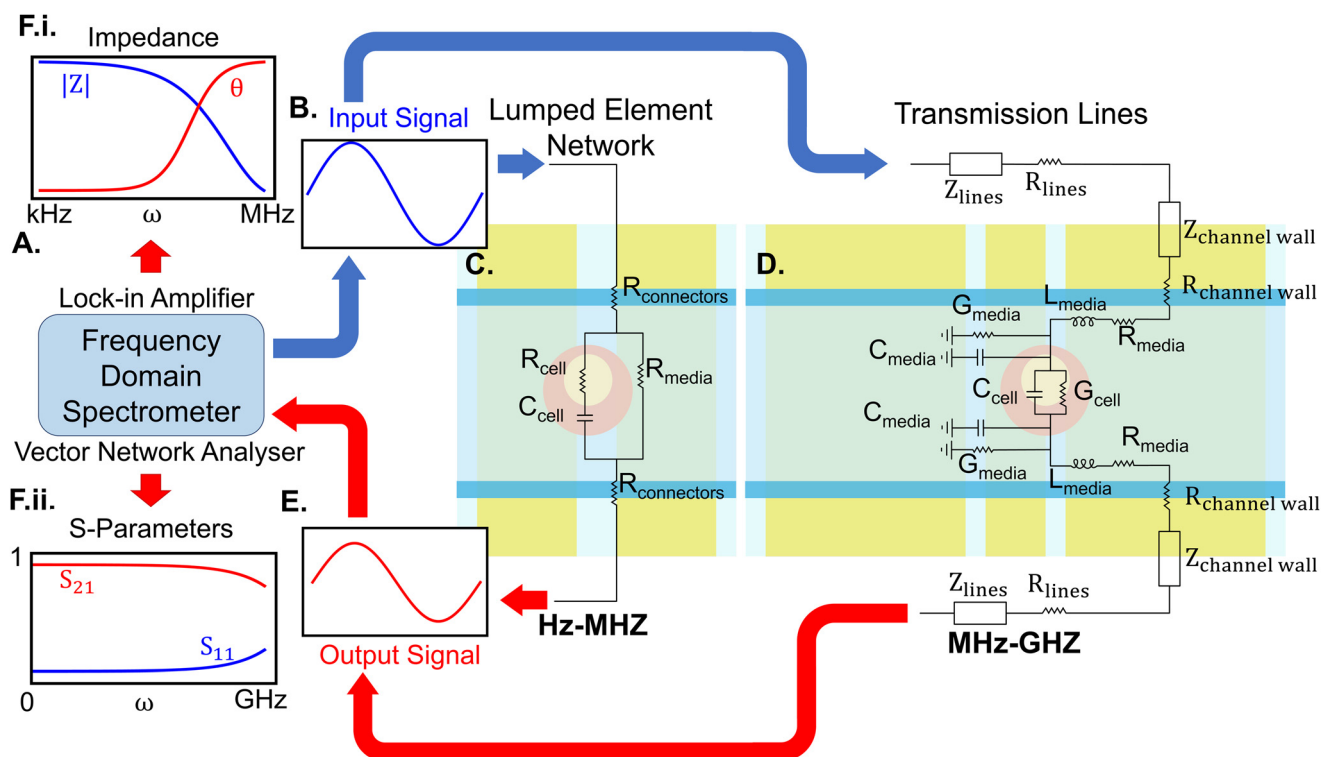 F.i.
Impedance
|Z|
θ
kHz
ω
MHz
A.
Lock-in Amplifier
Frequency
Domain
Spectrometer
Vector Network Analyser
F.ii.
S-Parameters
1
S21
S11
0
ω
GHz
B.
Input Signal
Lumped Element
Network
C.
Rconnectors
Rcell
Rmedia
Ccell
Rconnectors
Hz-MHZ
E.
Output Signal
Transmission Lines
Zlines
Rlines
Zchannel wall
D.
Rchannel wall
Lmedia
Gmedia
Rmedia
Cmedia
Ccell
Gcell
Cmedia
Rmedia
Gmedia
Lmedia
Rchannel wall
Zchannel wall
Zlines
Rlines
MHz-GHZ